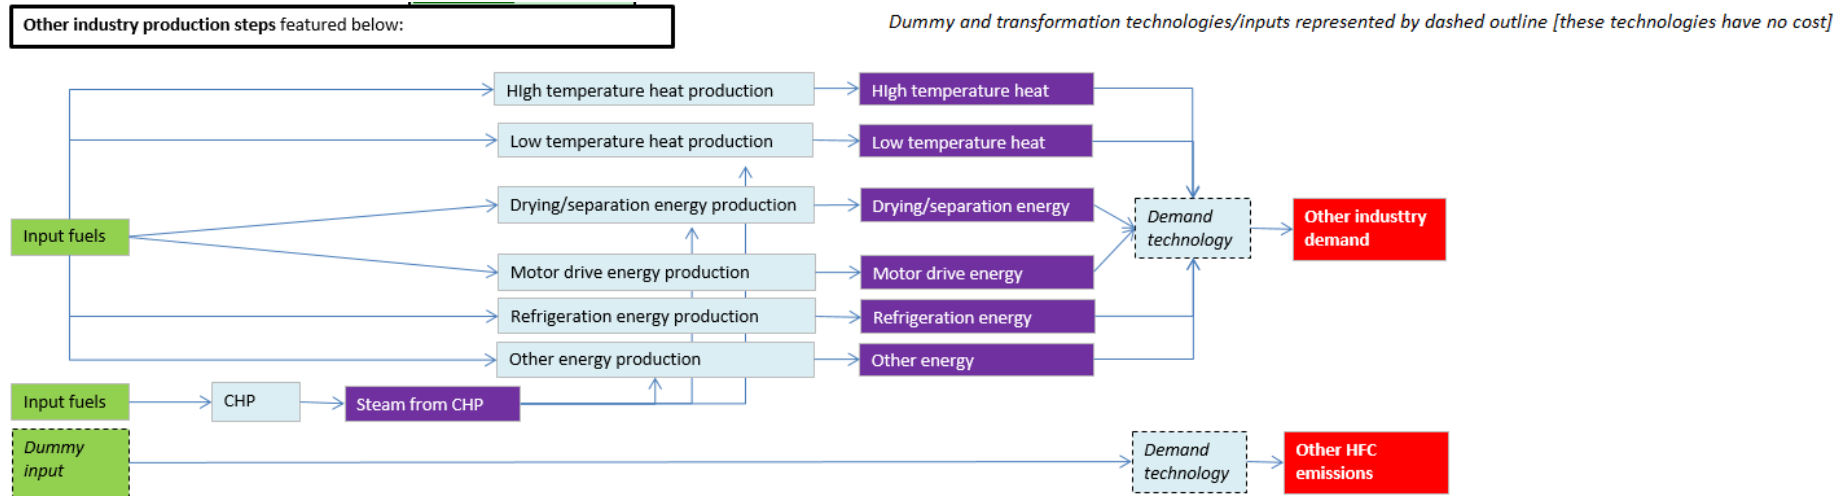 Other industry production steps featured below:
Dummy and transformation technologies/inputs represented by dashed outline [these technologies have no cost]
HIgh temperature heat production
HIgh temperature heat
Low temperature heat production
Low temperature heat
Drying/separation energy production
Drying/separation energy
Input fuels
Demand
technology
Other industtry
demand
Motor drive energy production
Motor drive energy
Refrigeration energy production
Refrigeration energy
Other energy production
Other energy
Input fuels
CHP
Steam from CHP
Dummy
input
Demand
technology
Other HFC
emissions